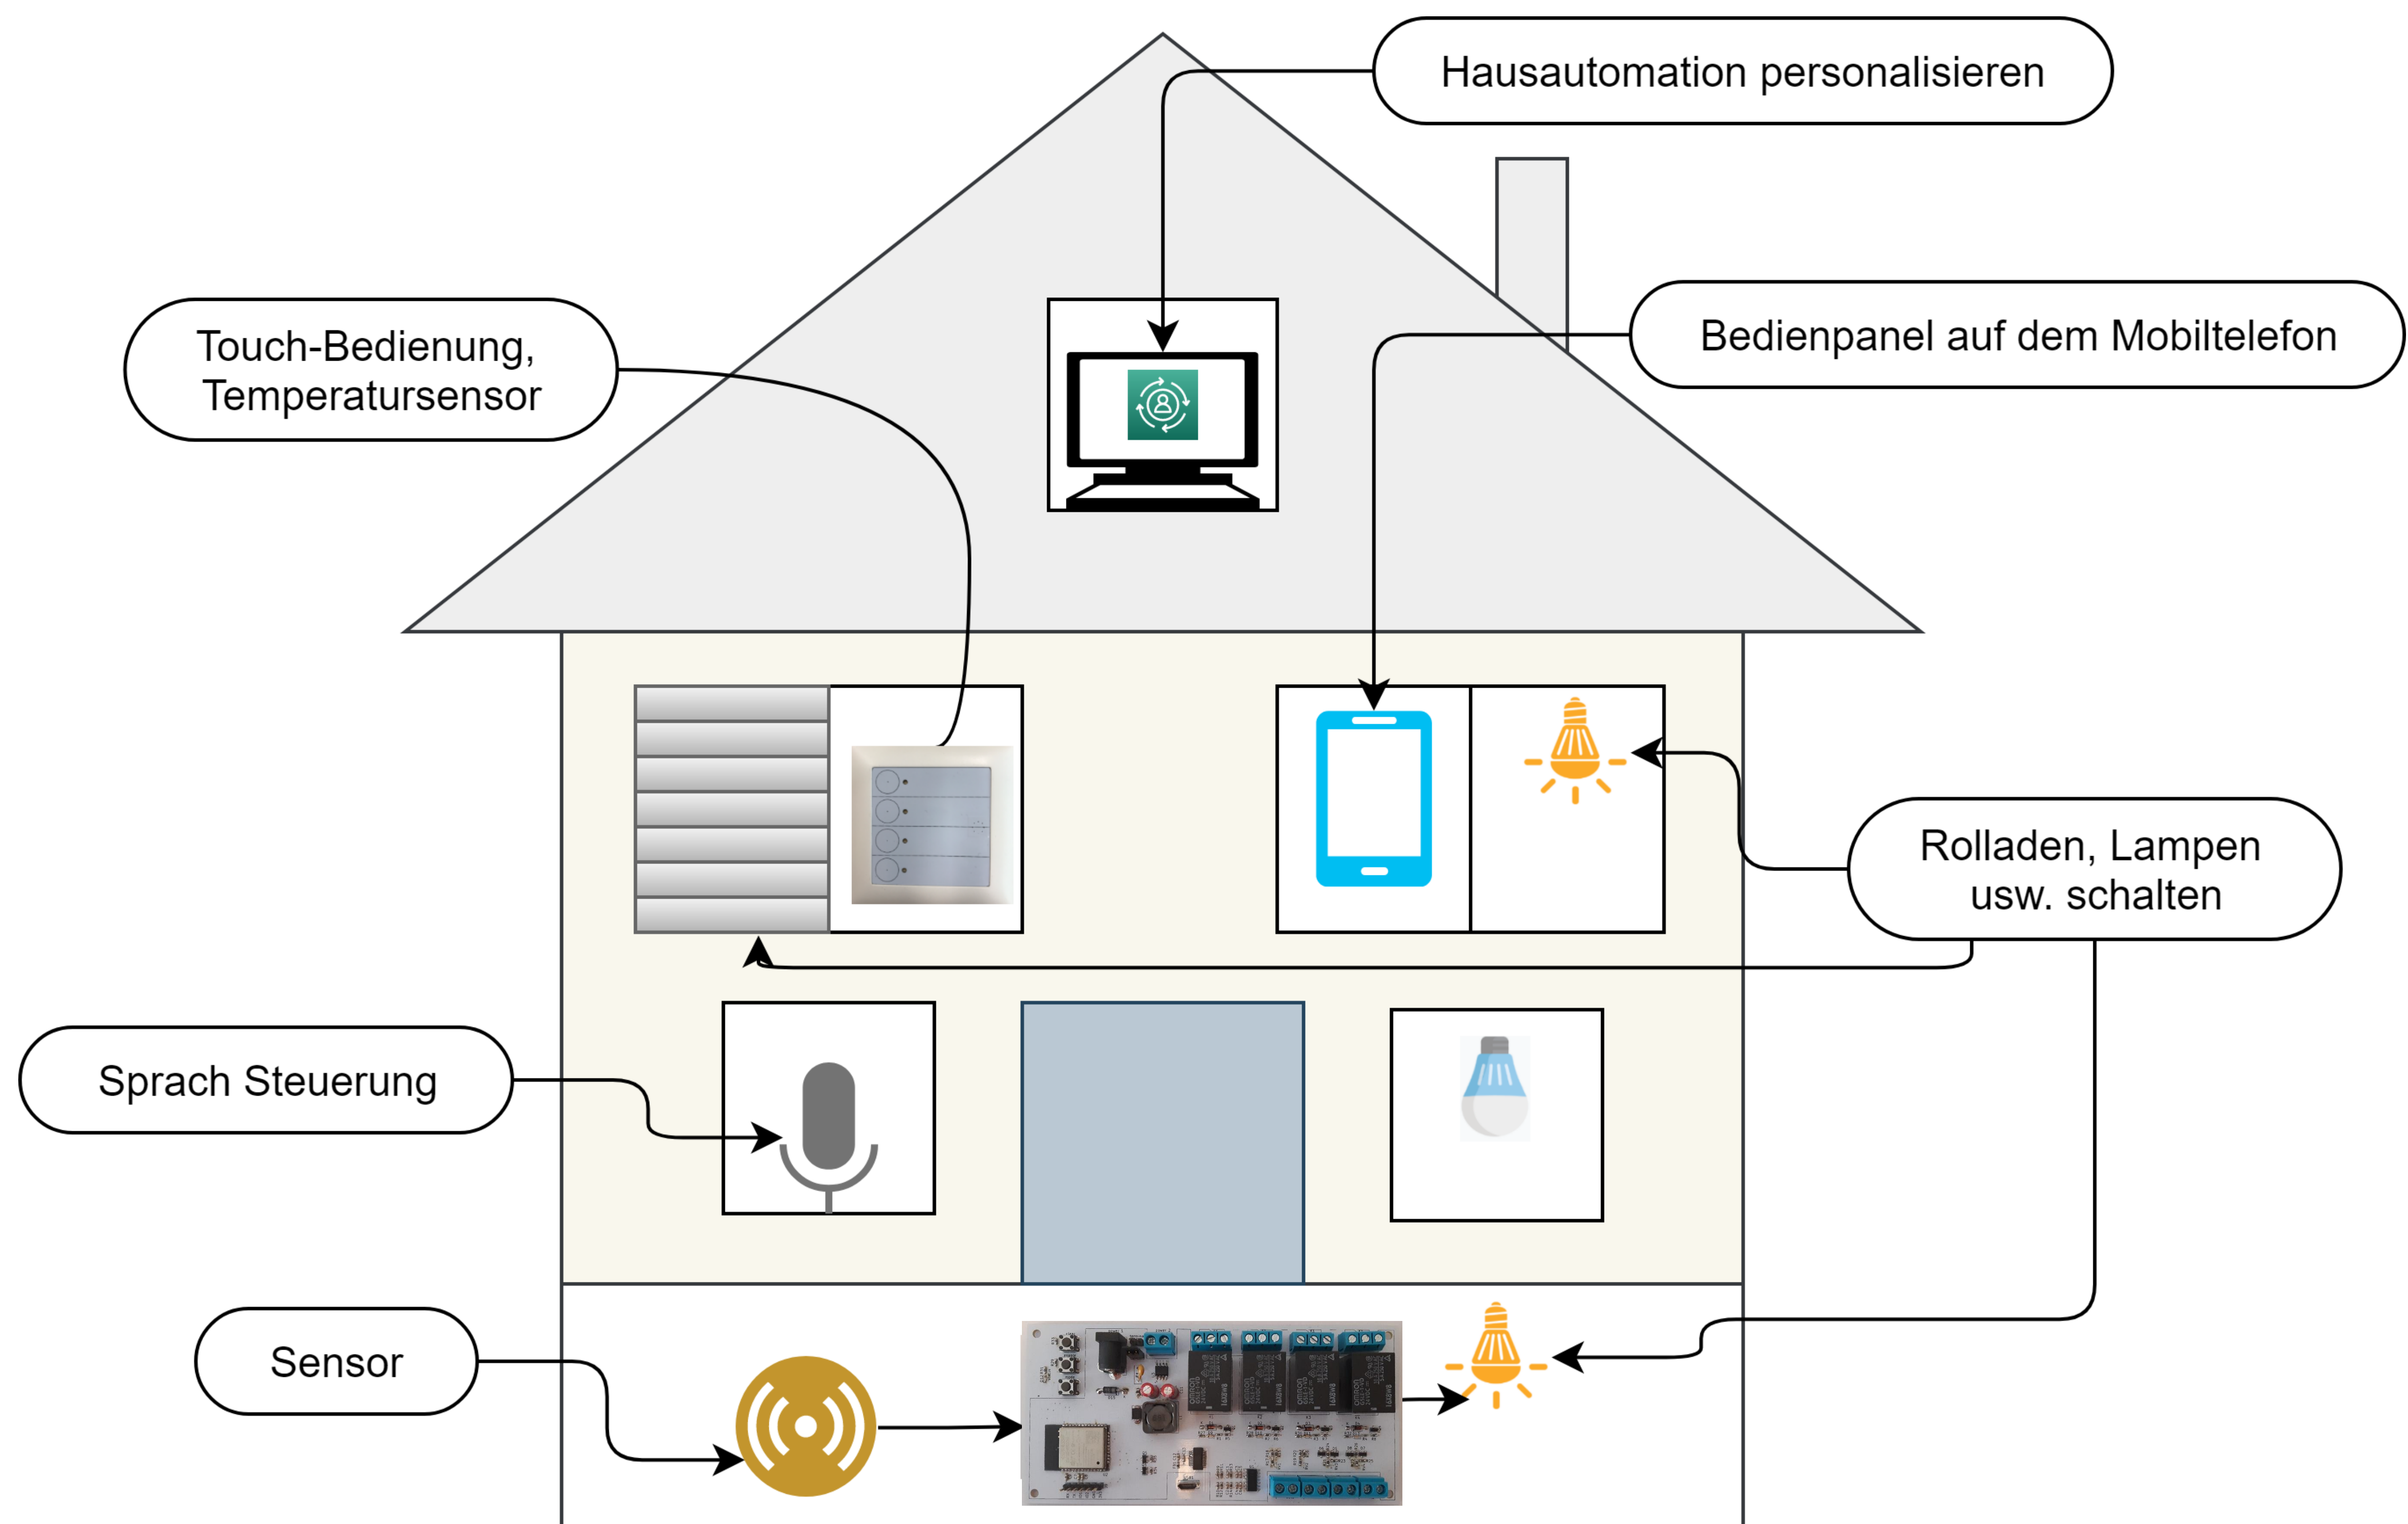 Hausautomation personalisieren
Bedienpanel auf dem Mobiltelefon
Touch-Bedienung,
Temperatursensor
Rolladen, Lampen
usw. schalten
Sprach Steuerung
Sensor